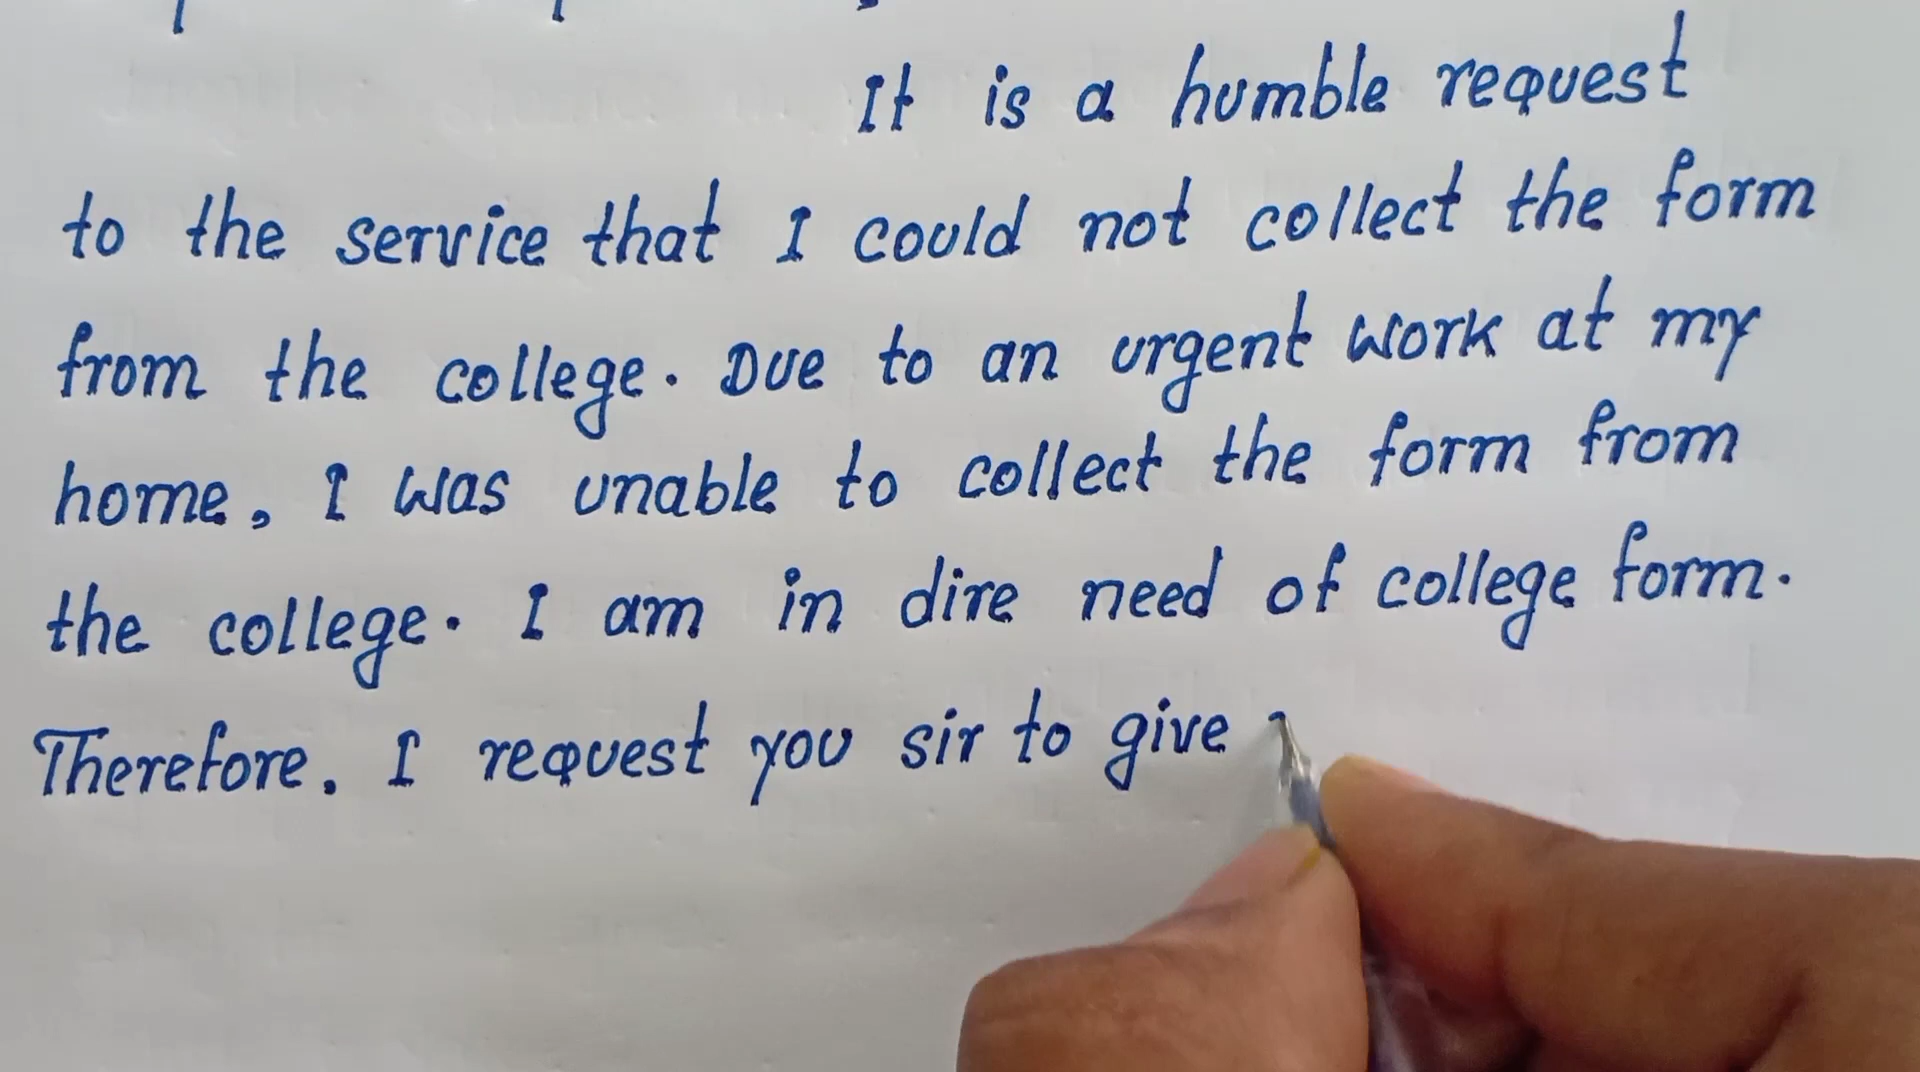 It is a humble request
to the service that I could not collect the form
from the college. Due to an urgent work at my
home, I was unable to collect the form from
the college. I am in dire need of college form.
Therefore, I request you sir to give